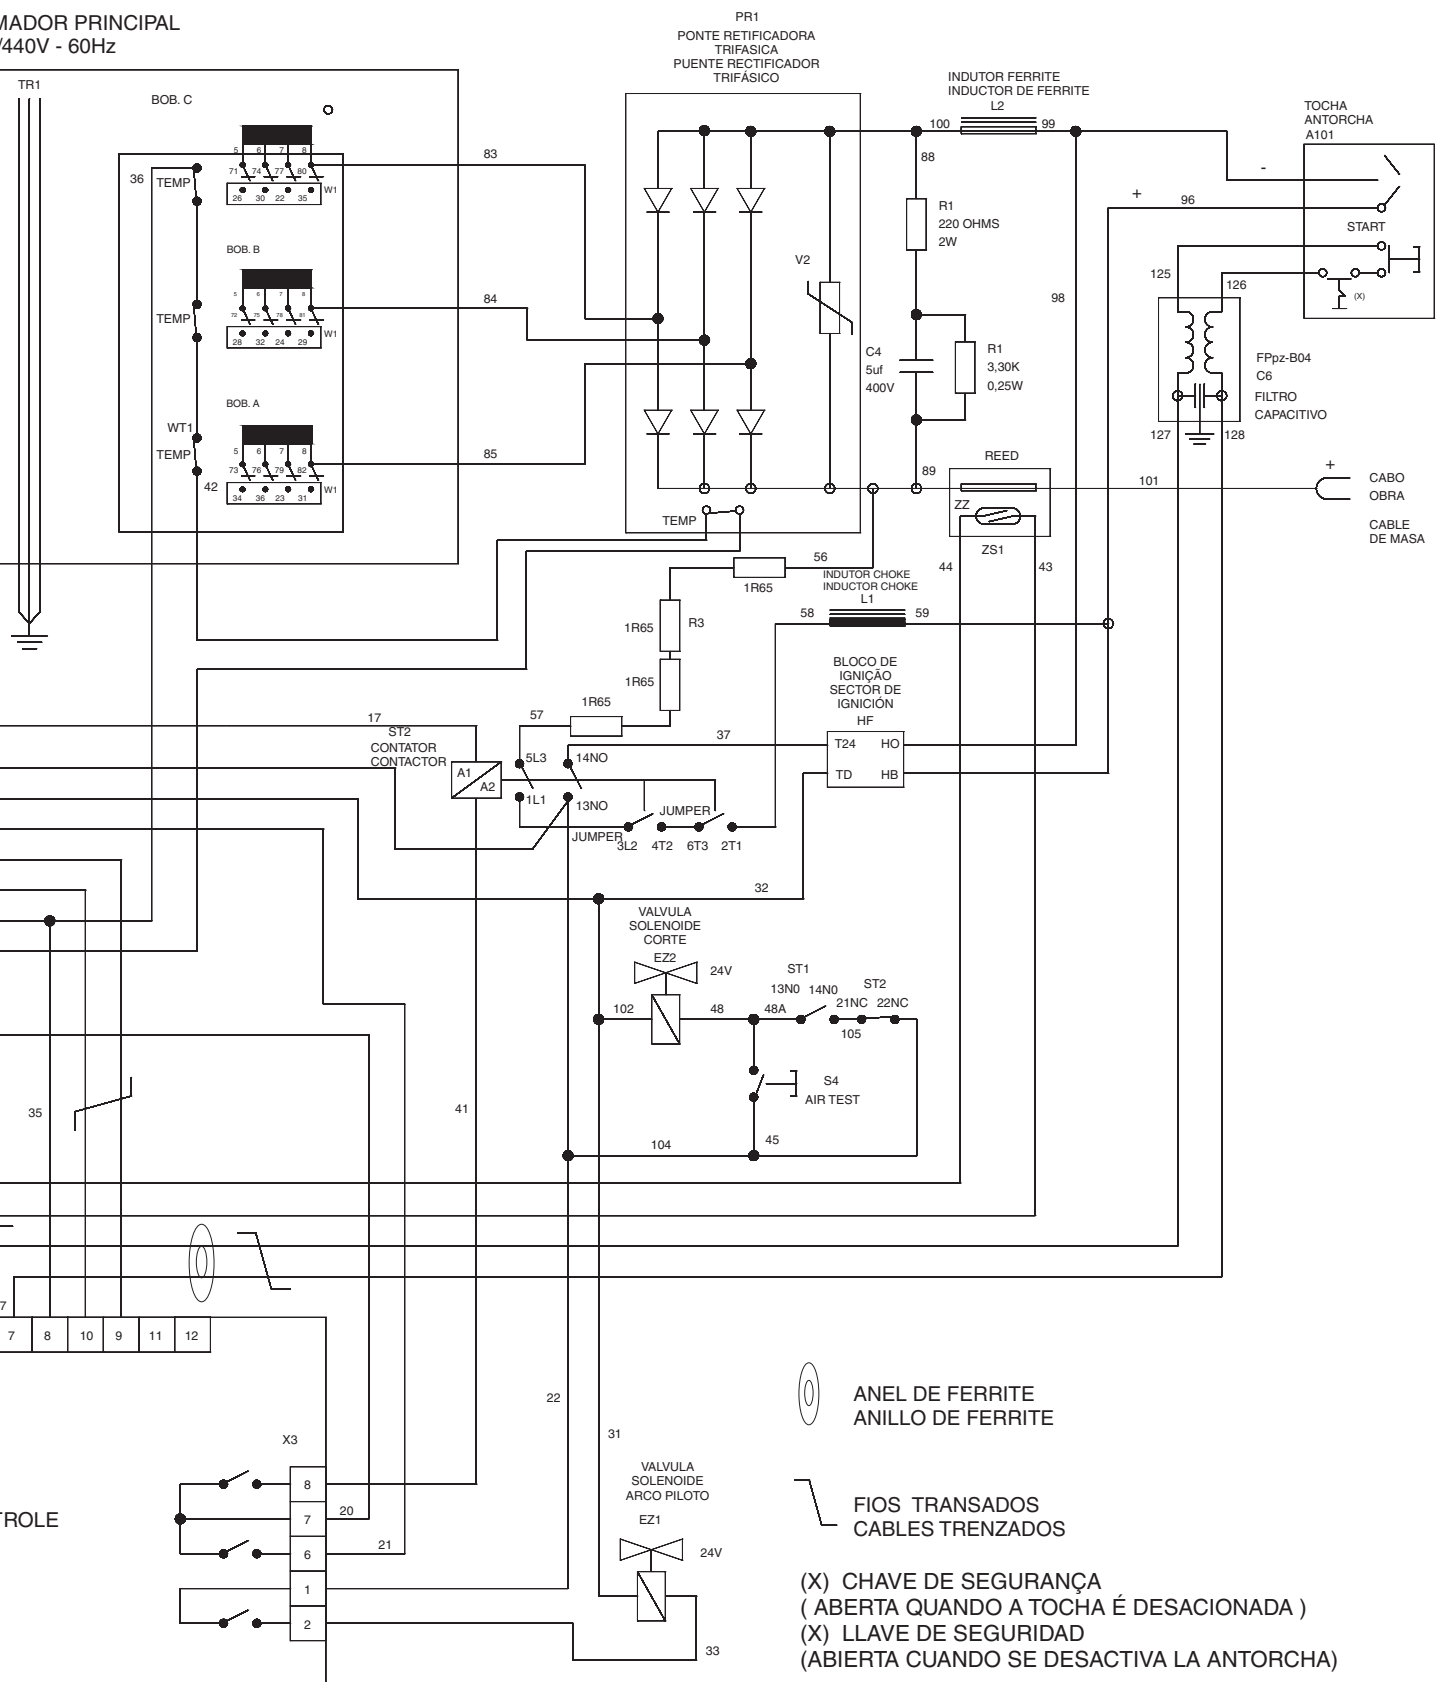 MADOR PRINCIPAL
/440V - 60Hz
TR1
BOB. C
5 6 7 8
71 74 77 80
26 30 22 35
W1
36
TEMP
BOB. B
5 6 7 8
72 75 78 81
28 32 24 29
W1
TEMP
BOB. A
WT1
TEMP
5 6 7 8
73 76 79 82
34 36 23 31
W1
42
83
84
85
PR1
PONTE RETIFICADORA
TRIFASICA
PUENTE RECTIFICADOR
TRIFÁSICO
V2
TEMP
INDUTOR FERRITE
INDUCTOR DE FERRITE
L2
100
99
88
R1
220 OHMS
2W
C4
5uf
400V
R1
3,30K
0,25W
89
98
TOCHA
ANTORCHA
A101
-
+
96
START
(X)
125
126
FPpz-B04
C6
FILTRO
CAPACITIVO
127
128
REED
ZZ
ZS1
44
43
101
+
CABO
OBRA
CABLE
DE MASA
56
1R65
1R65
R3
1R65
1R65
57
INDUTOR CHOKE
INDUCTOR CHOKE
L1
58
59
BLOCO DE
IGNIÇÃO
SECTOR DE
IGNICIÓN
HF
T24 HO
TD HB
17
ST2
CONTATOR
CONTACTOR
A1
A2
5L3
14NO
37
1L1
13NO
JUMPER
JUMPER
3L2 4T2 6T3 2T1
32
VALVULA
SOLENOIDE
CORTE
EZ2
24V
102
48
48A
ST1
13N0 14N0
ST2
21NC 22NC
105
S4
AIR TEST
104
45
35
41
7
7 8 10 9 11 12
22
31
X3
8
7
6
1
2
20
21
TROLE
VALVULA
SOLENOIDE
ARCO PILOTO
EZ1
24V
33
ANEL DE FERRITE
ANILLO DE FERRITE
FIOS TRANSADOS
CABLES TRENZADOS
(X) CHAVE DE SEGURANÇA
( ABERTA QUANDO A TOCHA É DESACIONADA )
(X) LLAVE DE SEGURIDAD
(ABIERTA CUANDO SE DESACTIVA LA ANTORCHA)